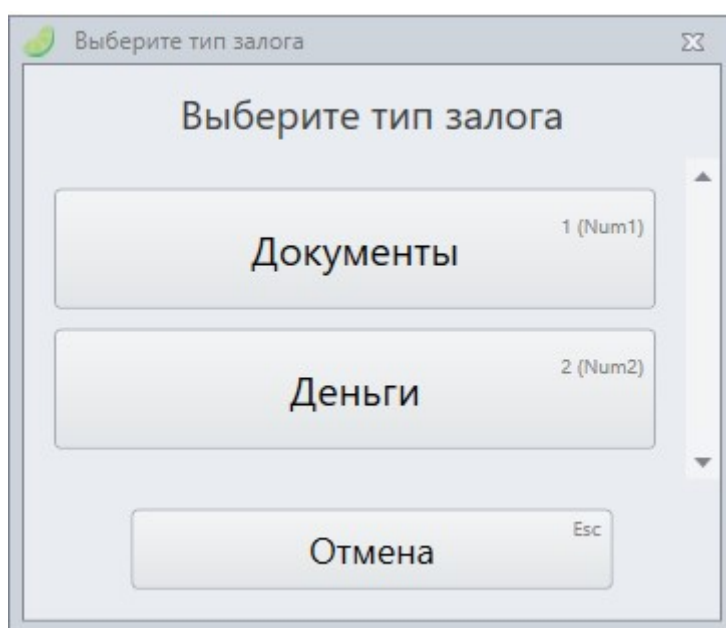 Выберите тип залога
Выберите тип залога
1 (Num1)
Документы
2 (Num2)
Деньги
Esc
Отмена